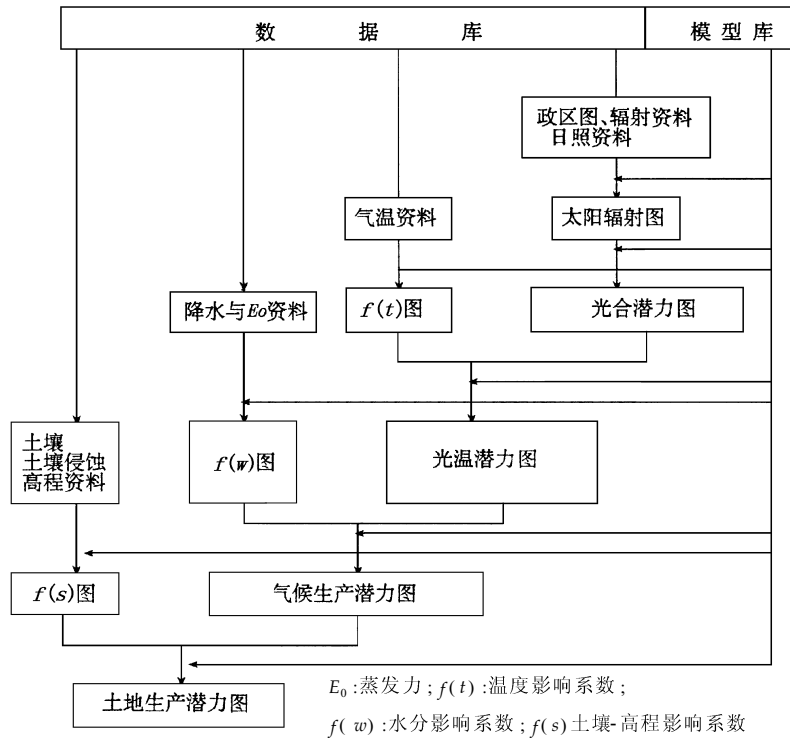 数据库
模型库
政区图、辐射资料
日照资料
气温资料
太阳辐射图
降水与Eo资料
f(t)图
光合潜力图
土壤
土壤侵蚀
高程资料
f(w)图
光温潜力图
f(s)图
气候生产潜力图
土地生产潜力图
E₀:蒸发力;f(t):温度影响系数;
f(w):水分影响系数;f(s)土壤-高程影响系数